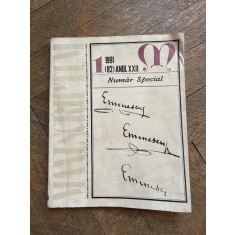 1 1991
(82) ANUL XXII
Număr Special
Eminescu
Eminescu
Eminescu